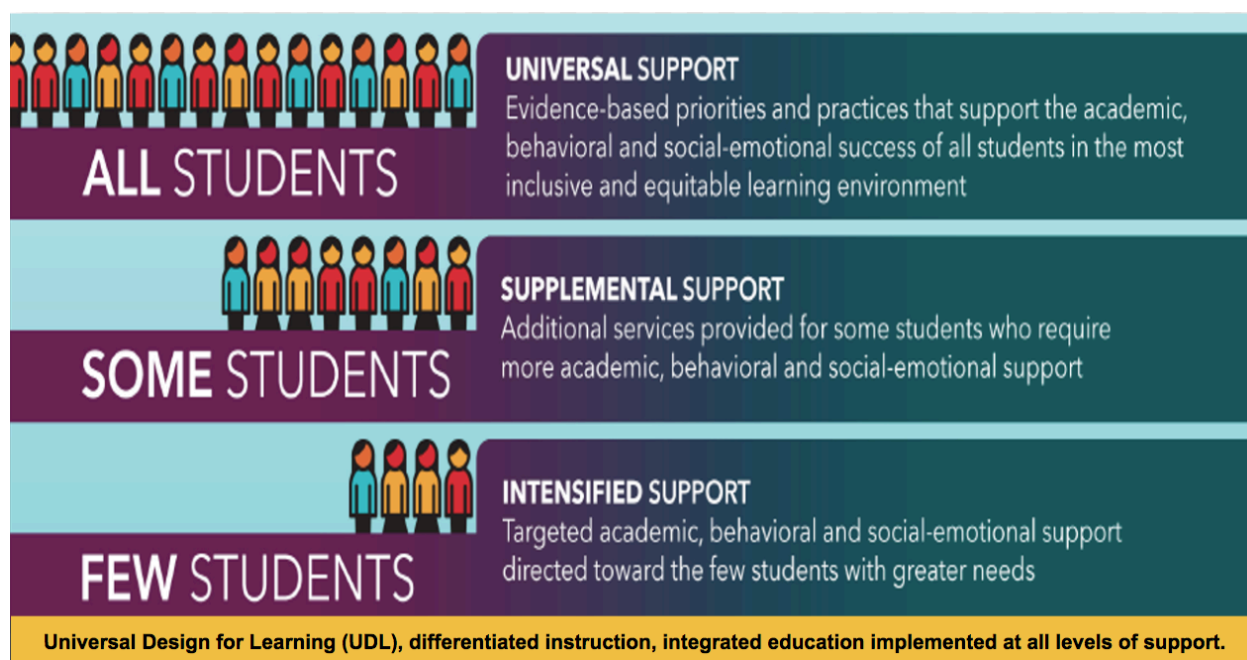 UNIVERSAL SUPPORT
Evidence-based priorities and practices that support the academic,
behavioral and social-emotional success of all students in the most
inclusive and equitable learning environment
ALL STUDENTS
SUPPLEMENTAL SUPPORT
Additional services provided for some students who require
more academic, behavioral and social-emotional support
SOME STUDENTS
INTENSIFIED SUPPORT
Targeted academic, behavioral and social-emotional support
directed toward the few students with greater needs
FEW STUDENTS
Universal Design for Learning (UDL), differentiated instruction, integrated education implemented at all levels of support.